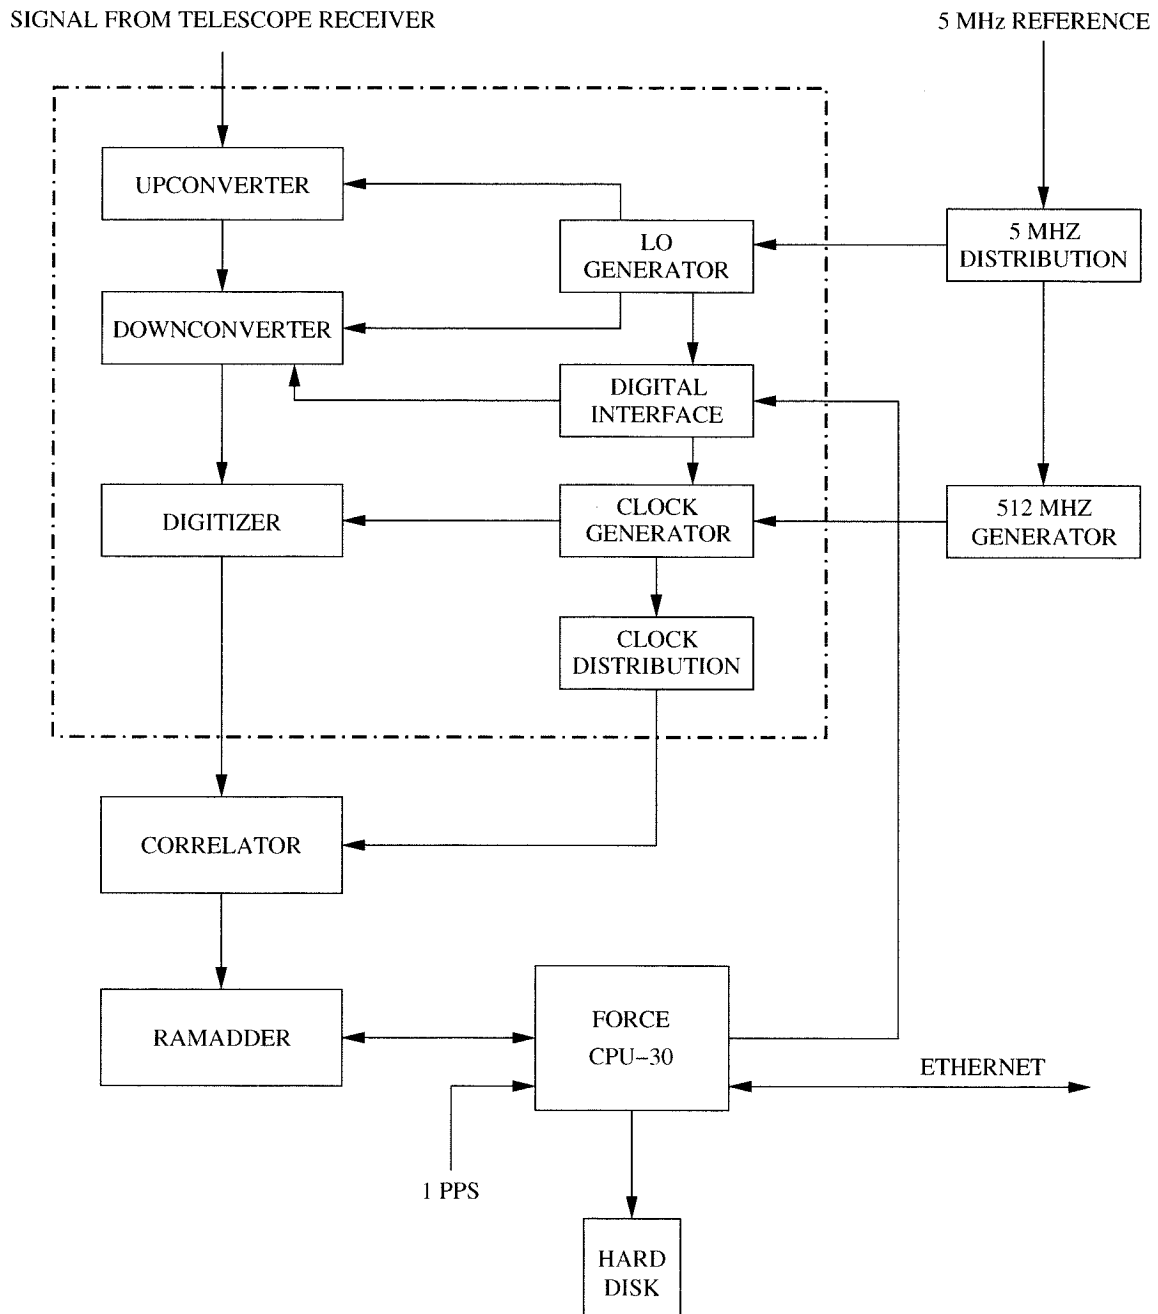 SIGNAL FROM TELESCOPE RECEIVER
5 MHz REFERENCE
UPCONVERTER
LO
GENERATOR
5 MHZ
DISTRIBUTION
DOWNCONVERTER
DIGITAL
INTERFACE
DIGITIZER
CLOCK
GENERATOR
512 MHZ
GENERATOR
CLOCK
DISTRIBUTION
CORRELATOR
RAMADDER
FORCE
CPU-30
ETHERNET
1 PPS
HARD
DISK